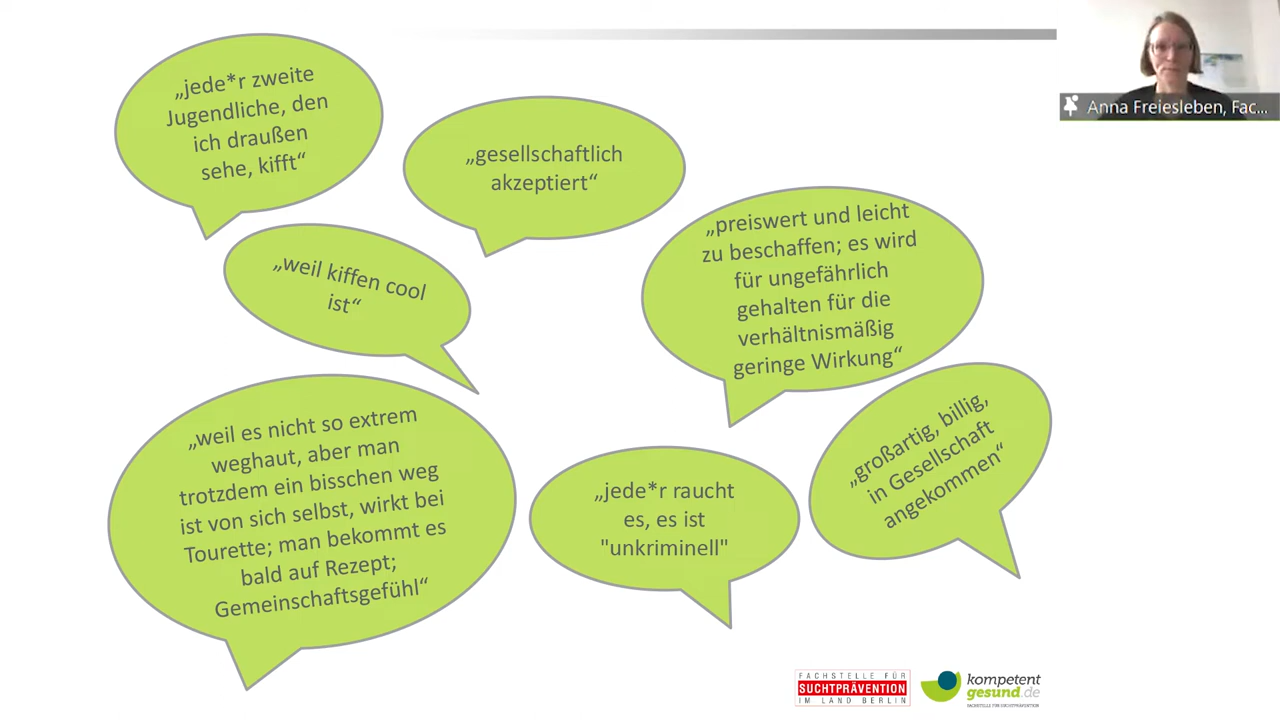 „jede*r zweite
Jugendliche, den
ich draußen
sehe, kifft“
„gesellschaftlich
akzeptiert“
„preiswert und leicht
zu beschaffen; es wird
für ungefährlich
gehalten für die
verhältnismäßig
geringe Wirkung“
„weil kiffen cool
ist“
„weil es nicht so extrem
weghaut, aber man
trotzdem ein bisschen weg
ist von sich selbst, wirkt bei
Tourette; man bekommt es
bald auf Rezept;
Gemeinschaftsgefühl“
„jede*r raucht
es, es ist
"unkriminell"
„großartig, billig,
in Gesellschaft
angekommen“
Anna Freiesleben, Fac...
FACHSTELLE FÜR
SUCHTPRÄVENTION
IM LAND BERLIN
kompetent
gesund.de
FACHSTELLE FÜR SUCHTPRÄVENTION